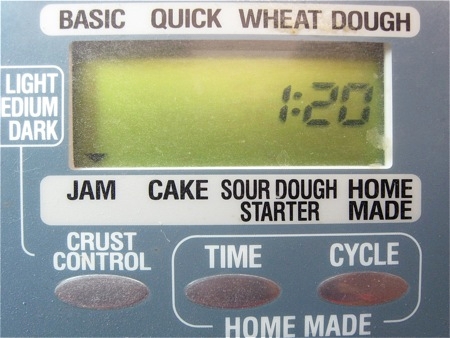 BASIC QUICK WHEAT DOUGH
LIGHT
EDIUM
DARK
1:20
JAM CAKE SOUR DOUGH STARTER HOME MADE
CRUST CONTROL
TIME CYCLE
HOME MADE